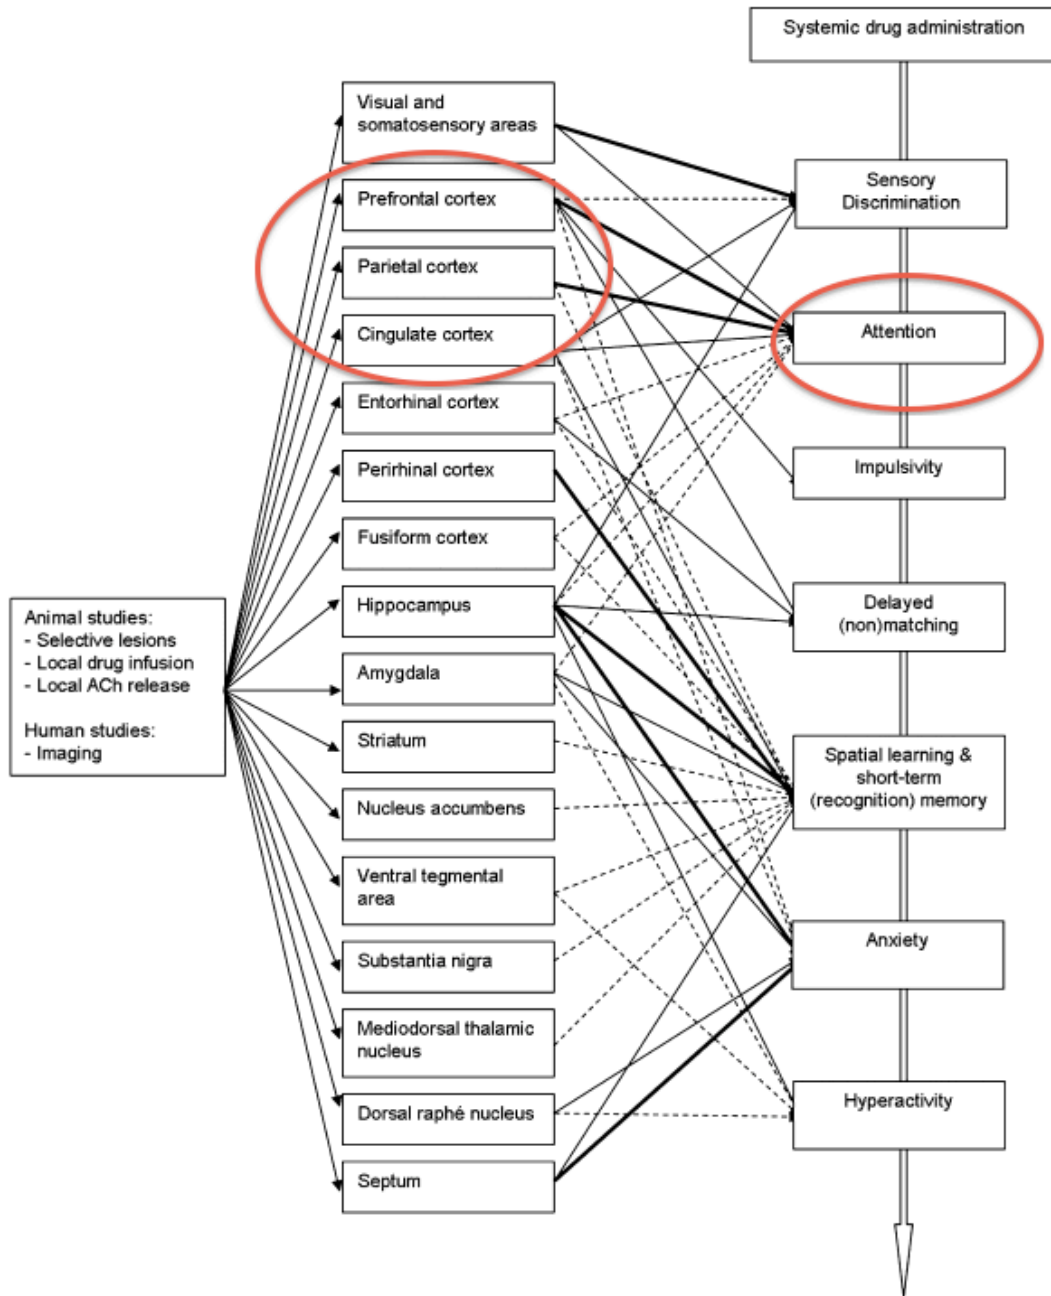 Systemic drug administration
Visual and
somatosensory areas
Prefrontal cortex
Parietal cortex
Cingulate cortex
Entorhinal cortex
Perirhinal cortex
Fusiform cortex
Hippocampus
Amygdala
Striatum
Nucleus accumbens
Ventral tegmental
area
Substantia nigra
Mediodorsal thalamic
nucleus
Dorsal raphé nucleus
Septum
Animal studies:
- Selective lesions
- Local drug infusion
- Local ACh release
Human studies:
- Imaging
Sensory
Discrimination
Attention
Impulsivity
Delayed
(non)matching
Spatial learning &
short-term
(recognition) memory
Anxiety
Hyperactivity